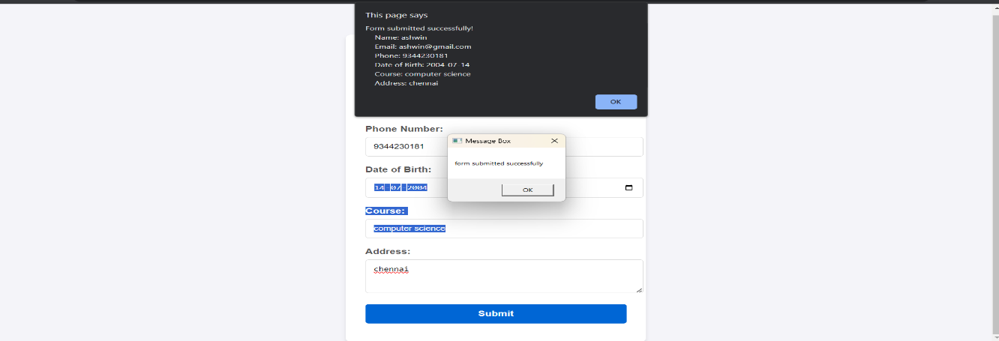 This page says
Form submitted successfully!
Name: ashwin
Email: ashwin@gmail.com
Phone: 9344230181
Date of Birth: 2004-07-14
Course: computer science
Address: chennai
OK
Phone Number:
9344230181
Message Box
form submitted successfully
OK
Date of Birth:
14-07-2004
Course:
computer science
Address:
chennai
Submit